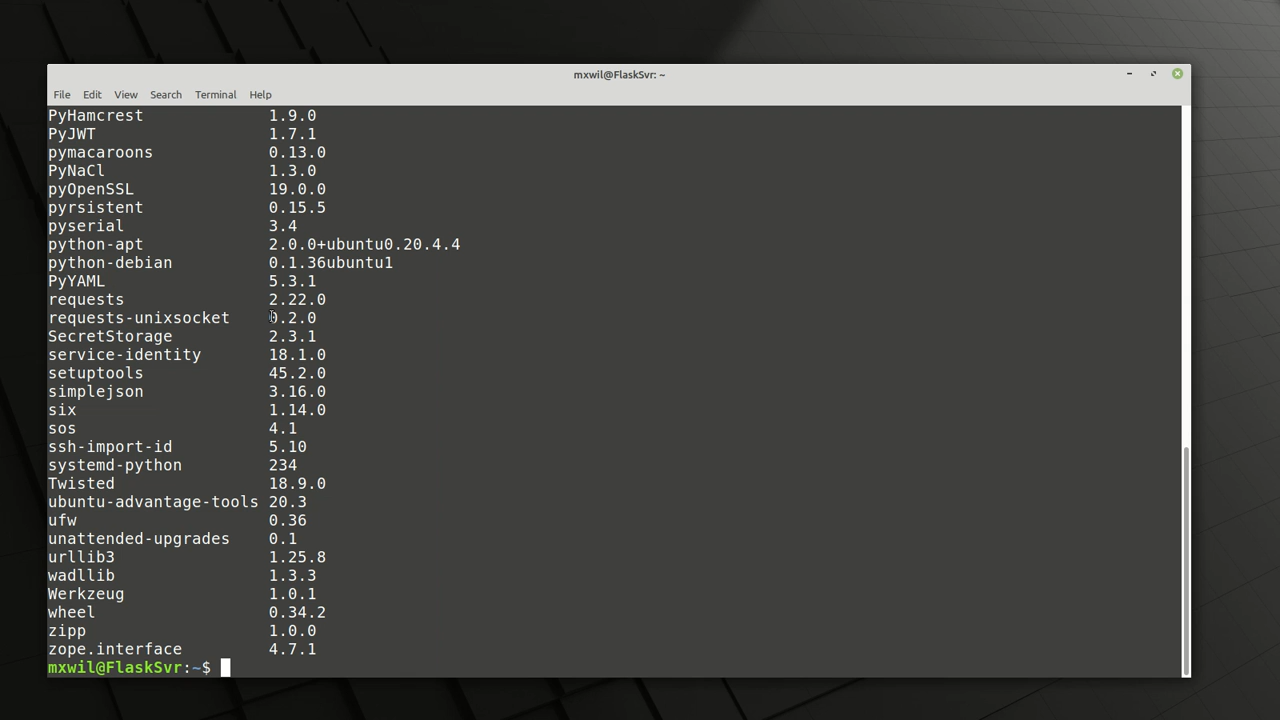 mxwil@FlaskSvr: ~
File Edit View Search Terminal Help
PyHamcrest 1.9.0
PyJWT 1.7.1
pymacaroons 0.13.0
PyNaCl 1.3.0
pyOpenSSL 19.0.0
pyrsistent 0.15.5
pyserial 3.4
python-apt 2.0.0+ubuntu0.20.4.4
python-debian 0.1.36ubuntu1
PyYAML 5.3.1
requests 2.22.0
requests-unixsocket 0.2.0
SecretStorage 2.3.1
service-identity 18.1.0
setuptools 45.2.0
simplejson 3.16.0
six 1.14.0
sos 4.1
ssh-import-id 5.10
systemd-python 234
Twisted 18.9.0
ubuntu-advantage-tools 20.3
ufw 0.36
unattended-upgrades 0.1
urllib3 1.25.8
wadllib 1.3.3
Werkzeug 1.0.1
wheel 0.34.2
zipp 1.0.0
zope.interface 4.7.1
mxwil@FlaskSvr:~$